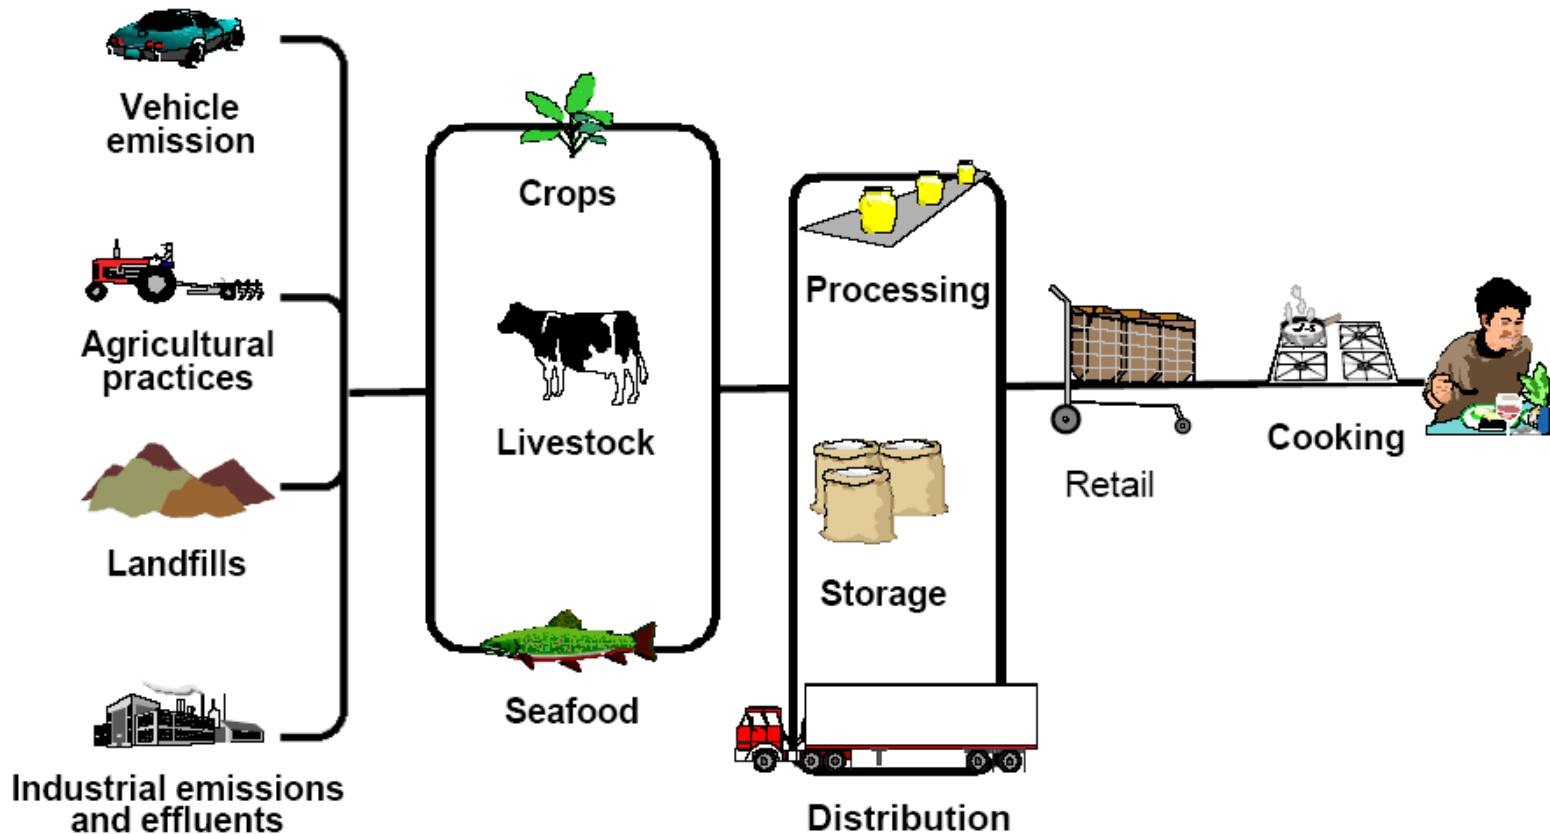 Vehicle
emission
Agricultural
practices
Landfills
Industrial emissions
and effluents
Crops
Livestock
Seafood
Processing
Storage
Distribution
Retail
Cooking